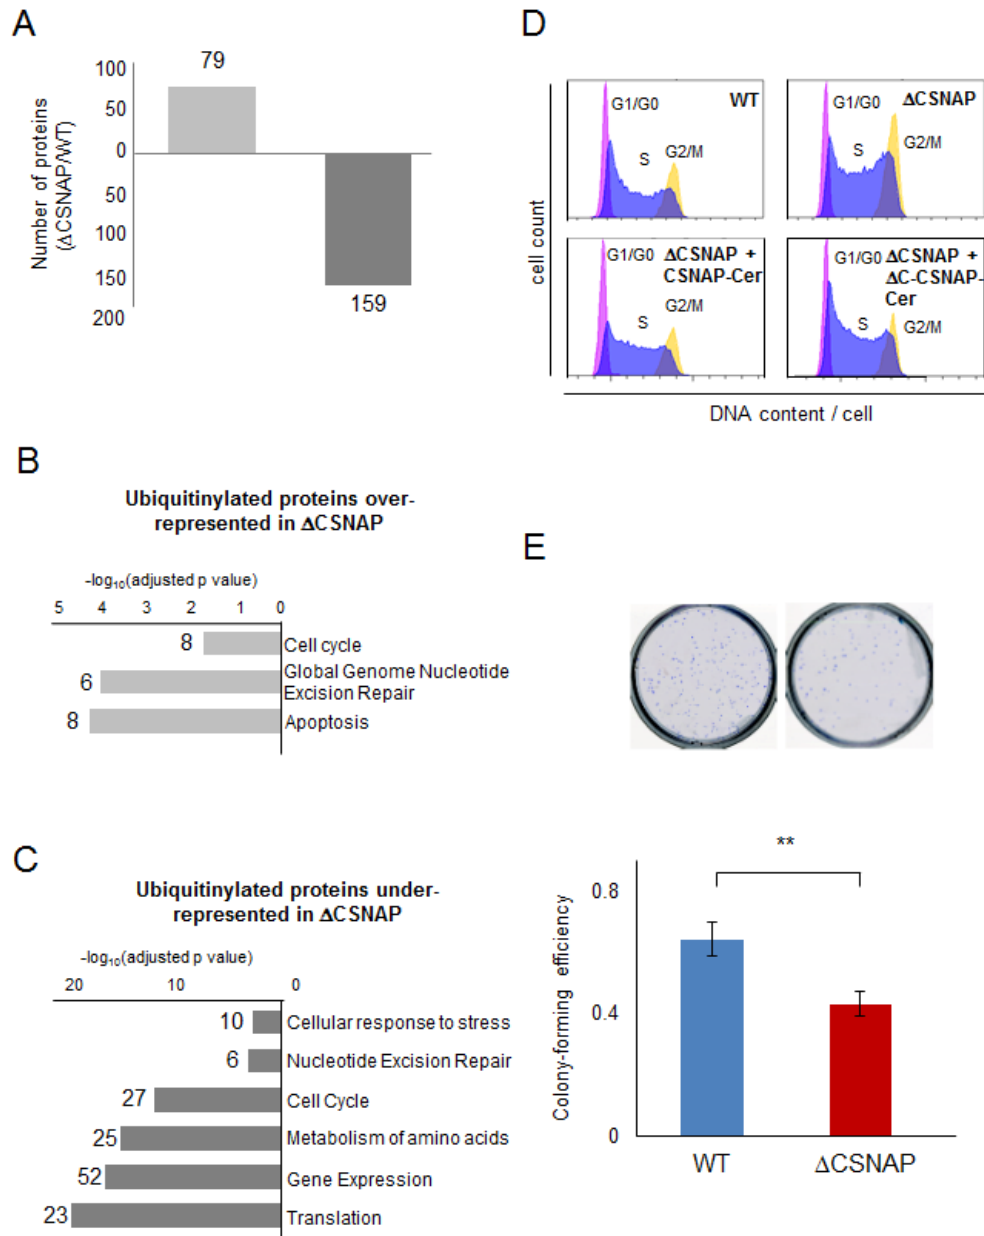 A
Number of proteins
(ΔCSNAP/WT)
100
50
0
50
100
150
200
79
159
B
Ubiquitinylated proteins over-
represented in ΔCSNAP
-log10(adjusted p value)
5 4 3 2 1 0
8 Cell cycle
6 Global Genome Nucleotide
Excision Repair
8 Apoptosis
C
Ubiquitinylated proteins under-
represented in ΔCSNAP
-log10(adjusted p value)
20 10 0
10 Cellular response to stress
6 Nucleotide Excision Repair
27 Cell Cycle
25 Metabolism of amino acids
52 Gene Expression
23 Translation
D
cell count
G1/G0 WT
S G2/M
G1/G0 ΔCSNAP
S G2/M
G1/G0 ΔCSNAP +
CSNAP-Cer
S G2/M
G1/G0 ΔCSNAP +
ΔC-CSNAP-
Cer
S G2/M
DNA content / cell
E
**
Colony-forming efficiency
0.8
0.4
0
WT ΔCSNAP